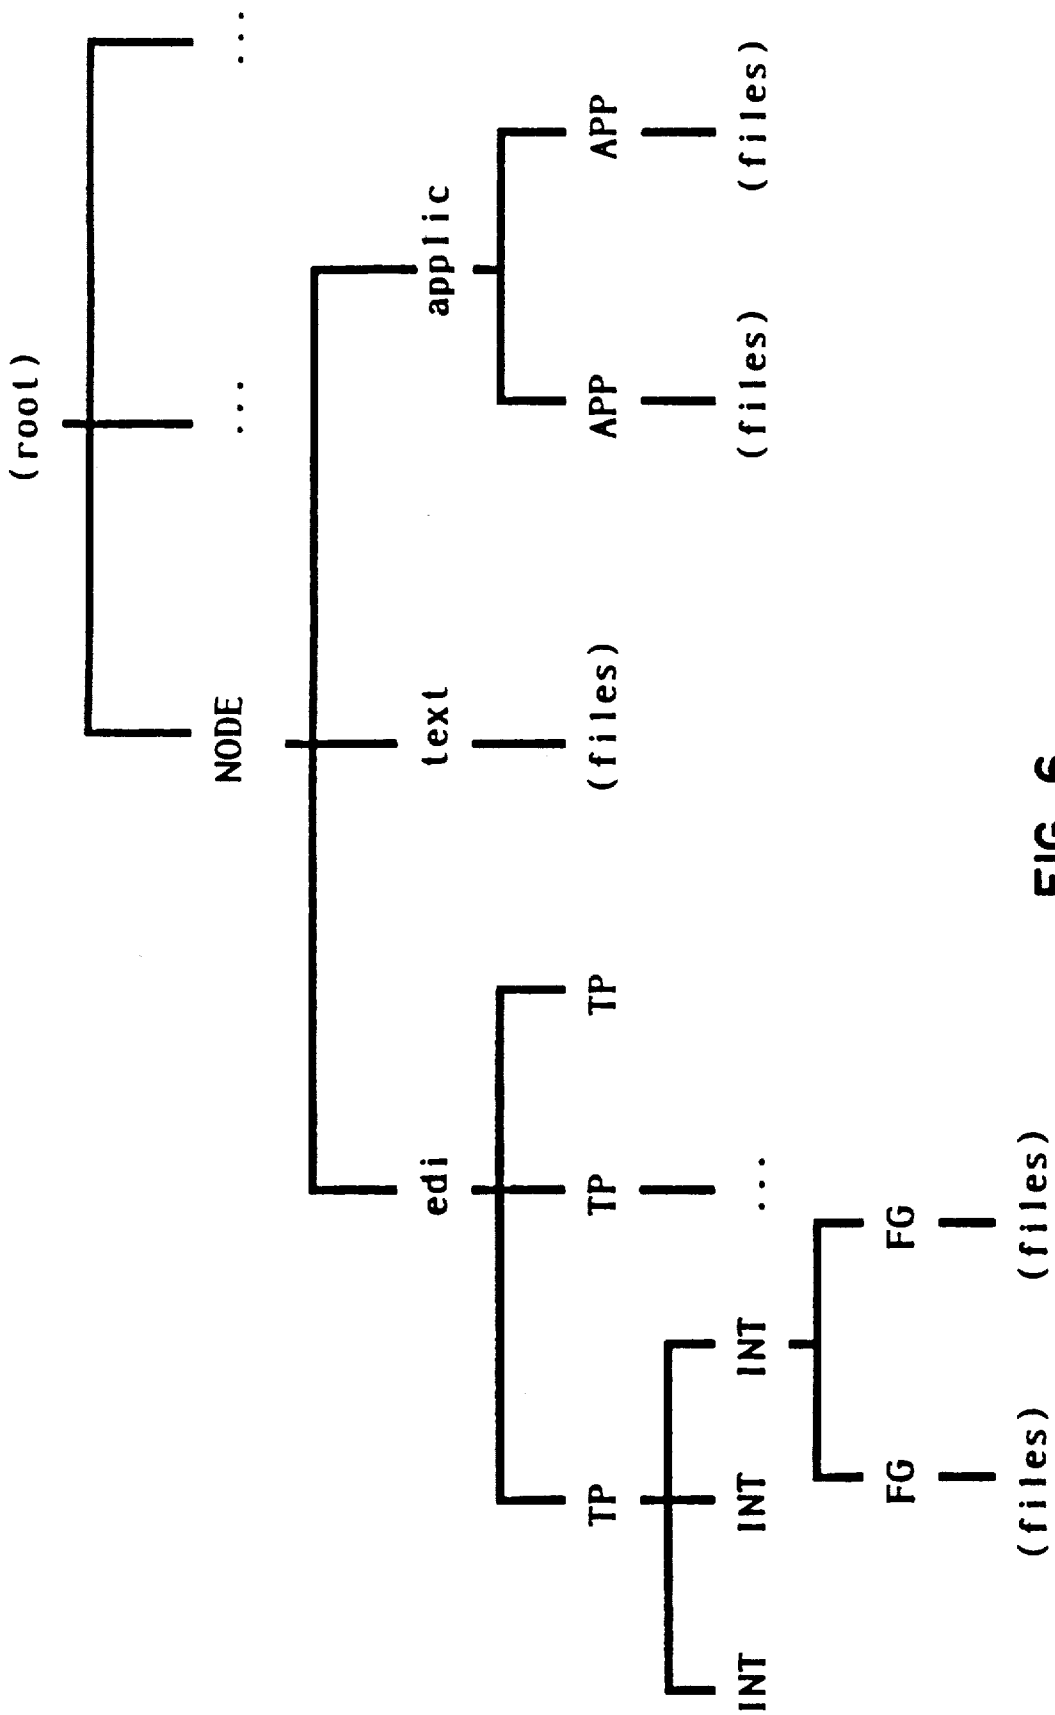 (root)
NODE ... ...
edi text applic
TP TP TP (files) APP APP
INT INT INT ... (files) (files)
FG FG
(files) (files)
FIG. 6